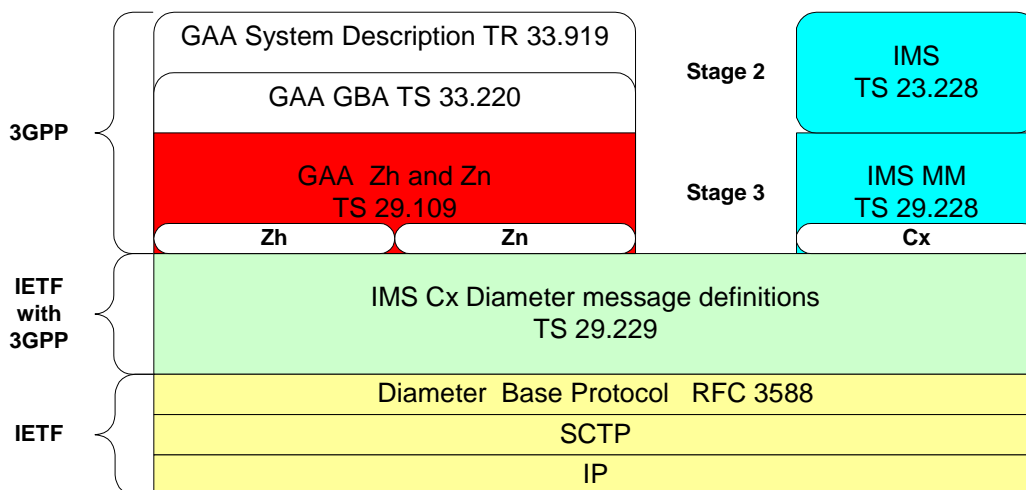 GAA System Description TR 33.919
GAA GBA TS 33.220
Stage 2
IMS
TS 23.228
3GPP
GAA Zh and Zn
TS 29.109
Stage 3
IMS MM
TS 29.228
Zh
Zn
Cx
IETF
with
3GPP
IMS Cx Diameter message definitions
TS 29.229
IETF
Diameter Base Protocol RFC 3588
SCTP
IP